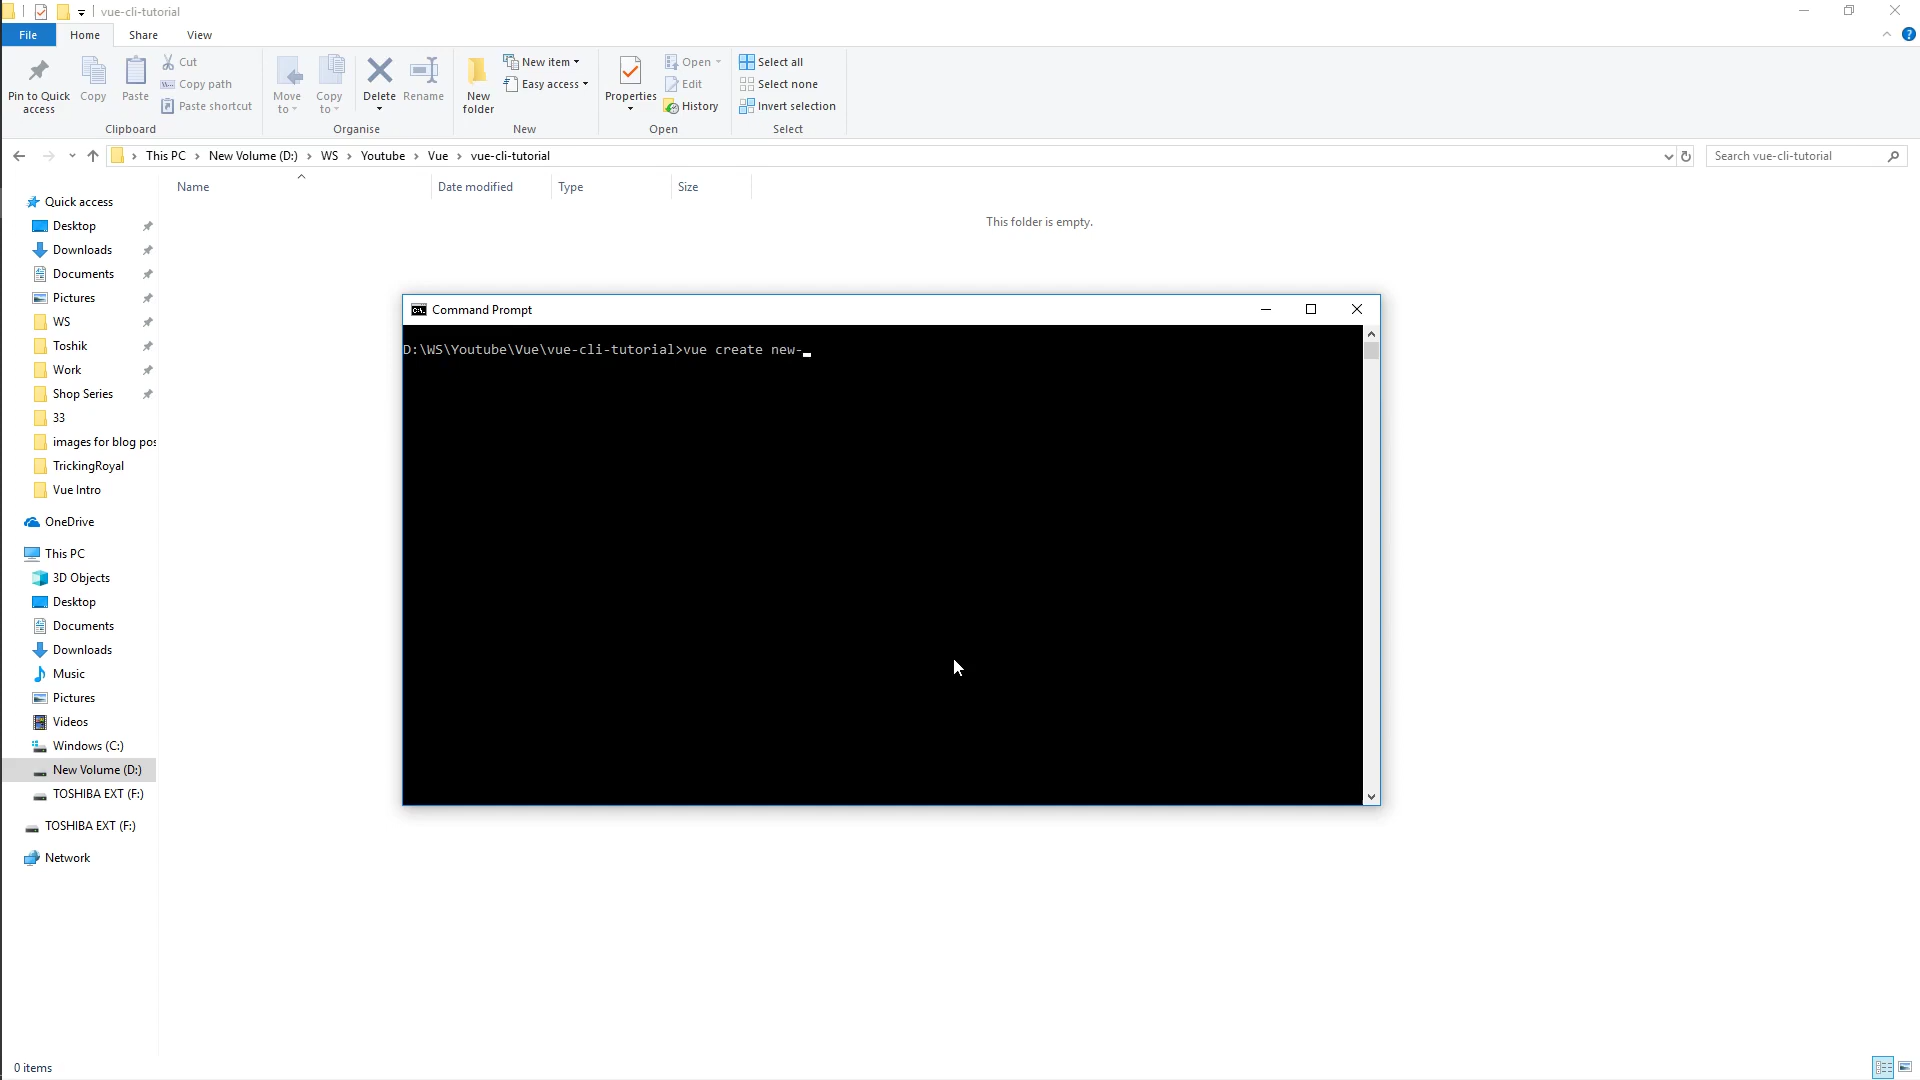 vue-cli-tutorial
File Home Share View
Pin to Quick access
Copy
Paste
Cut
Copy path
Paste shortcut
Clipboard
Move to
Copy to
Delete
Rename
Organise
New folder
New item
Easy access
New
Properties
Open
Edit
History
Open
Select all
Select none
Invert selection
Select
This PC > New Volume (D:) > WS > Youtube > Vue > vue-cli-tutorial
Search vue-cli-tutorial
Name Date modified Type Size
This folder is empty.
Quick access
Desktop
Downloads
Documents
Pictures
WS
Toshik
Work
Shop Series
33
images for blog pos
TrickingRoyal
Vue Intro
OneDrive
This PC
3D Objects
Desktop
Documents
Downloads
Music
Pictures
Videos
Windows (C:)
New Volume (D:)
TOSHIBA EXT (F:)
TOSHIBA EXT (F:)
Network
Command Prompt
D:\WS\Youtube\Vue\vue-cli-tutorial>vue create new-_
0 items